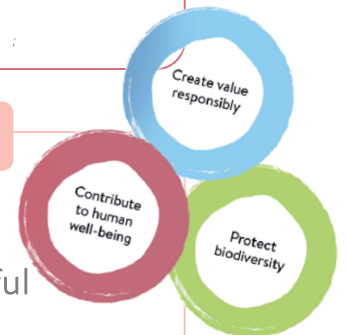 Create value
responsibly
Contribute
to human
well-being
Protect
biodiversity
ful